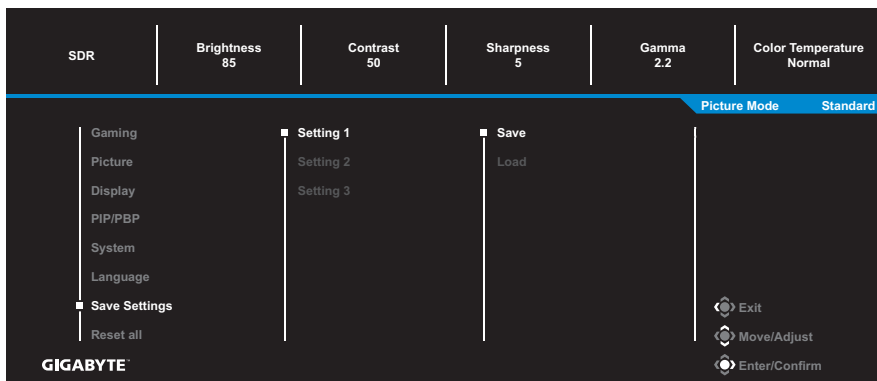 SDR
Brightness
85
Contrast
50
Sharpness
5
Gamma
2.2
Color Temperature
Normal
Picture Mode Standard
Gaming
Picture
Display
PIP/PBP
System
Language
Save Settings
Reset all
Setting 1
Setting 2
Setting 3
Save
Load
Exit
Move/Adjust
Enter/Confirm
GIGABYTE™